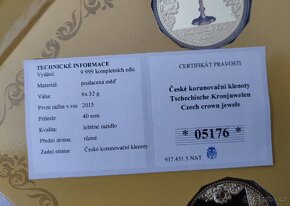 TECHNICKÉ INFORMACE
Vydání: 9 999 kompletních edic
Materiál: pozlacená měď
Váha: 6x 32 g
První ražba v roce 2015
Průměr: 40 mm
Kvalita: leštěné razidlo
Přední strana: různé
Zadní strana: České korunovační klenoty
CERTIFIKÁT PRAVOSTI
České korunovační klenoty
Tschechische Kronjuwelen
Czech crown jewels
*05176*
917.451.5 NAT